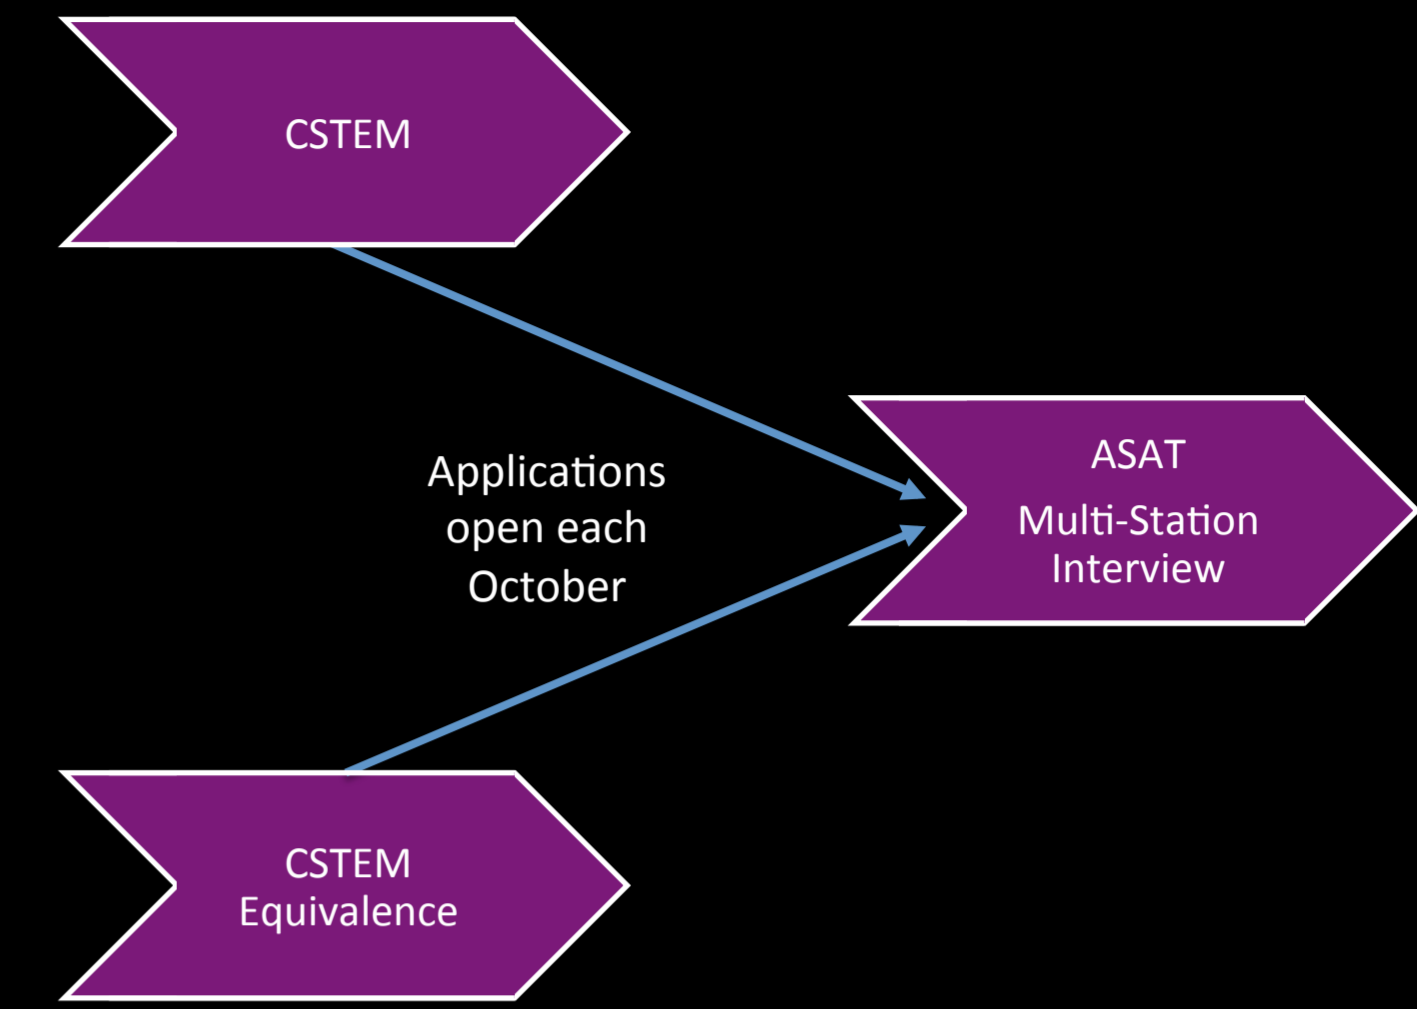 CSTEM
Applications
open each
October
ASAT
Multi-Station
Interview
CSTEM
Equivalence